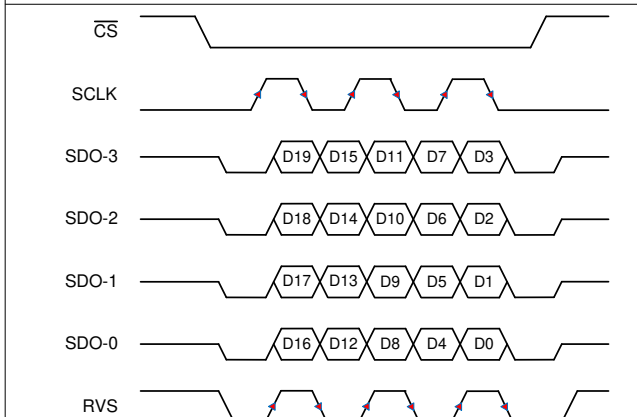 C̅S̅
SCLK
SDO-3 D19 D15 D11 D7 D3
SDO-2 D18 D14 D10 D6 D2
SDO-1 D17 D13 D9 D5 D1
SDO-0 D16 D12 D8 D4 D0
RVS